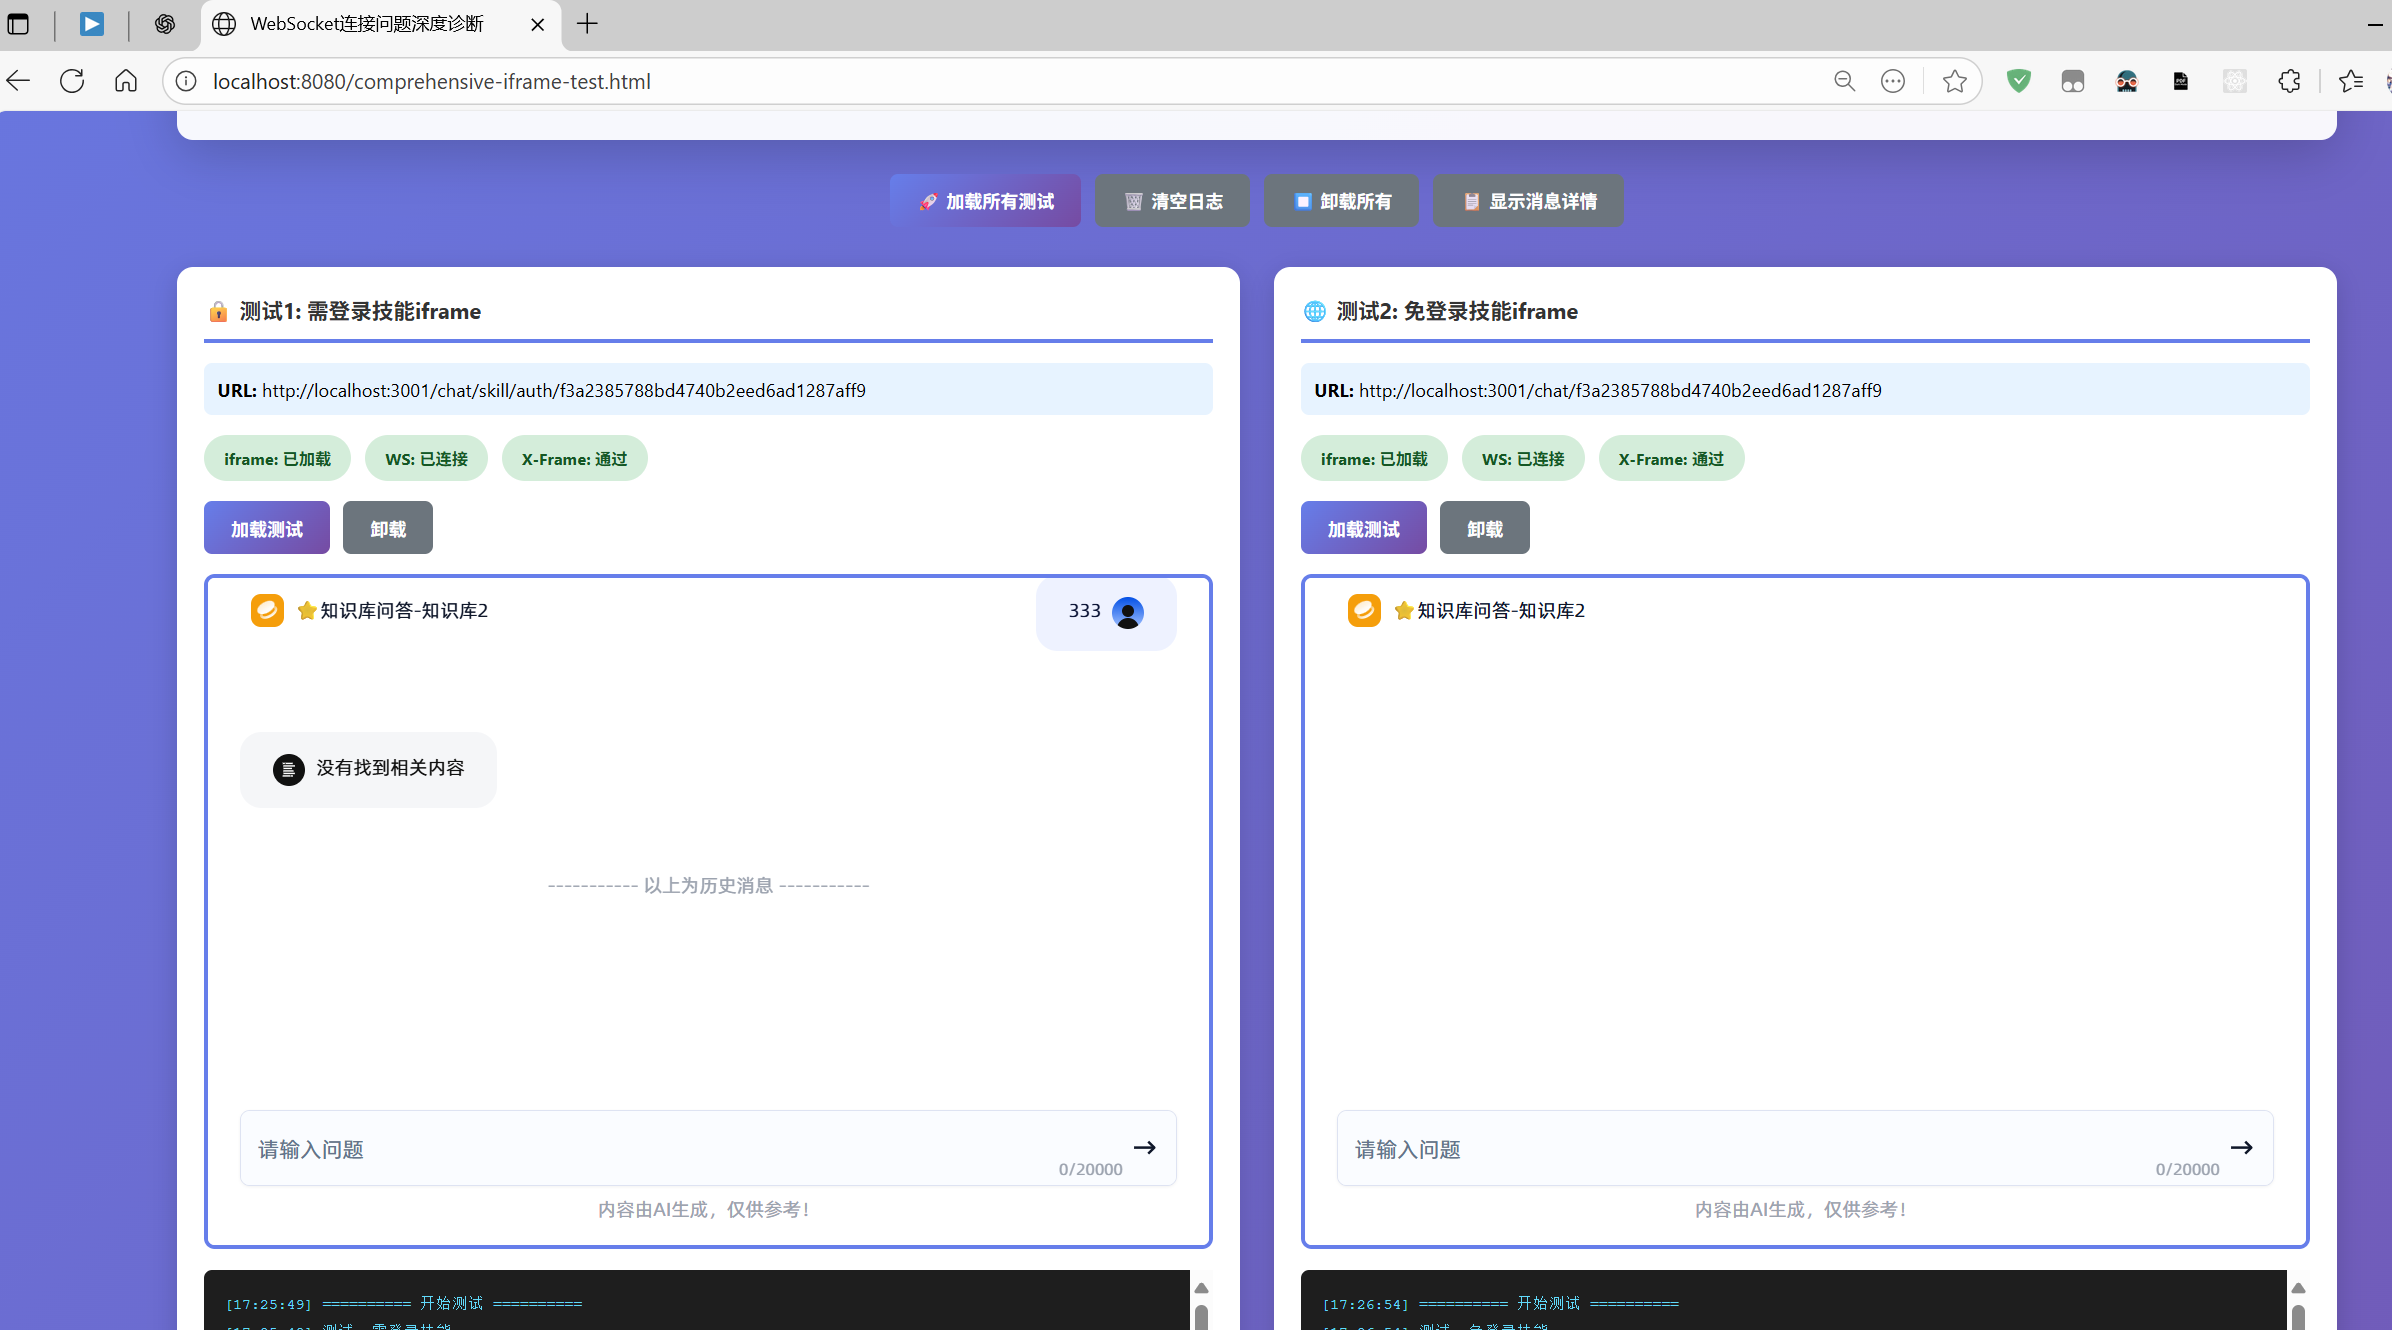 WebSocket连接问题深度诊断
localhost:8080/comprehensive-iframe-test.html
🚀 加载所有测试
🗑️ 清空日志
⏹️ 卸载所有
📋 显示消息详情
🔒 测试1: 需登录技能iframe
URL: http://localhost:3001/chat/skill/auth/f3a2385788bd4740b2eed6ad1287aff9
iframe: 已加载
WS: 已连接
X-Frame: 通过
加载测试
卸载
⭐知识库问答-知识库2
333
没有找到相关内容
----------- 以上为历史消息 -----------
请输入问题
0/20000
内容由AI生成，仅供参考！
[17:25:49] ========== 开始测试 ==========
🌐 测试2: 免登录技能iframe
URL: http://localhost:3001/chat/f3a2385788bd4740b2eed6ad1287aff9
iframe: 已加载
WS: 已连接
X-Frame: 通过
加载测试
卸载
⭐知识库问答-知识库2
请输入问题
0/20000
内容由AI生成，仅供参考！
[17:26:54] ========== 开始测试 ==========